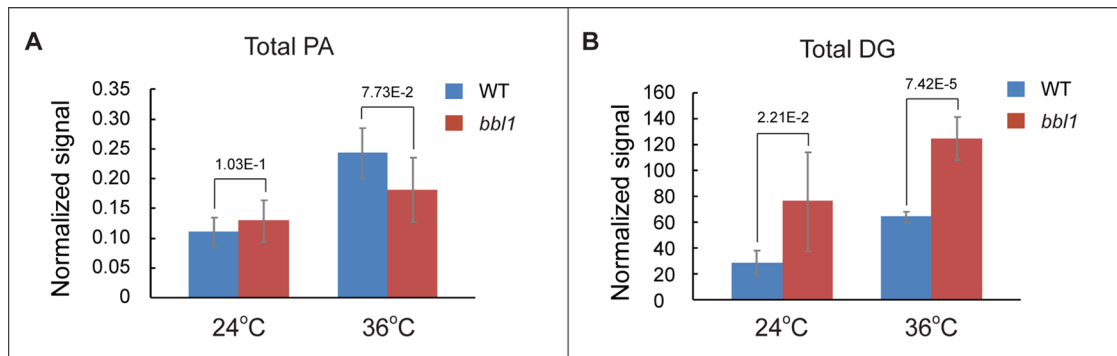 A
Total PA
Normalized signal
0.35
0.30
0.25
0.20
0.15
0.10
0.05
0
1.03E-1
7.73E-2
WT
bbl1
24°C
36°C
B
Total DG
Normalized signal
160
140
120
100
80
60
40
20
0
2.21E-2
7.42E-5
WT
bbl1
24°C
36°C